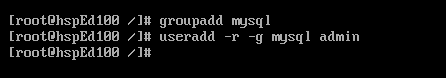 [root@hspEd100 /]# groupadd mysql
[root@hspEd100 /]# useradd -r -g mysql admin
[root@hspEd100 /]#